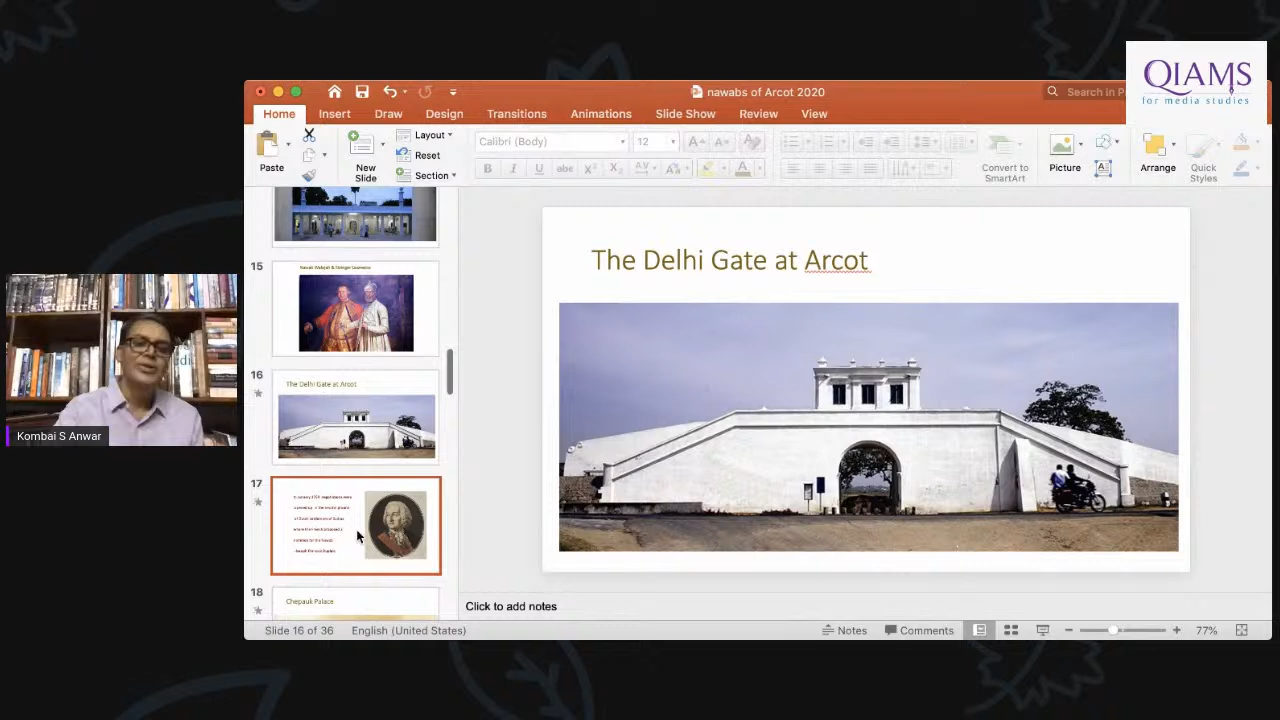 QIAMS
for media studies
nawabs of Arcot 2020
Search in P
Home Insert Draw Design Transitions Animations Slide Show Review View
Paste
New
Slide
Layout
Reset
Section
Calibri (Body)
12
Convert to
SmartArt
Picture
Arrange
Quick
Styles
15
16
The Delhi Gate at Arcot
17
18
Chepauk Palace
The Delhi Gate at Arcot
Click to add notes
Slide 16 of 36
English (United States)
Notes
Comments
77%
Kombai S Anwar